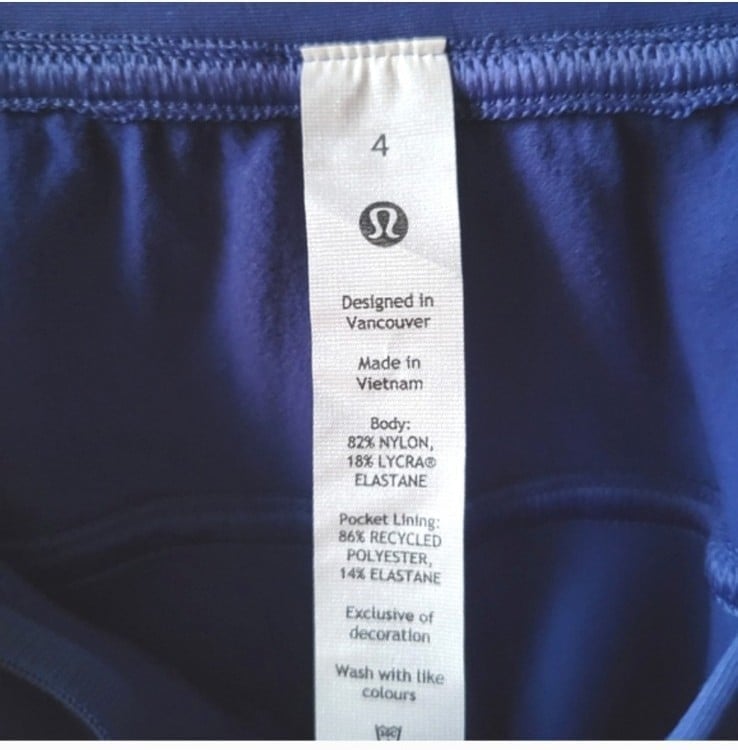 4
Designed in
Vancouver
Made in
Vietnam
Body:
82% NYLON,
18% LYCRA®
ELASTANE
Pocket Lining:
86% RECYCLED
POLYESTER,
14% ELASTANE
Exclusive of
decoration
Wash with like
colours